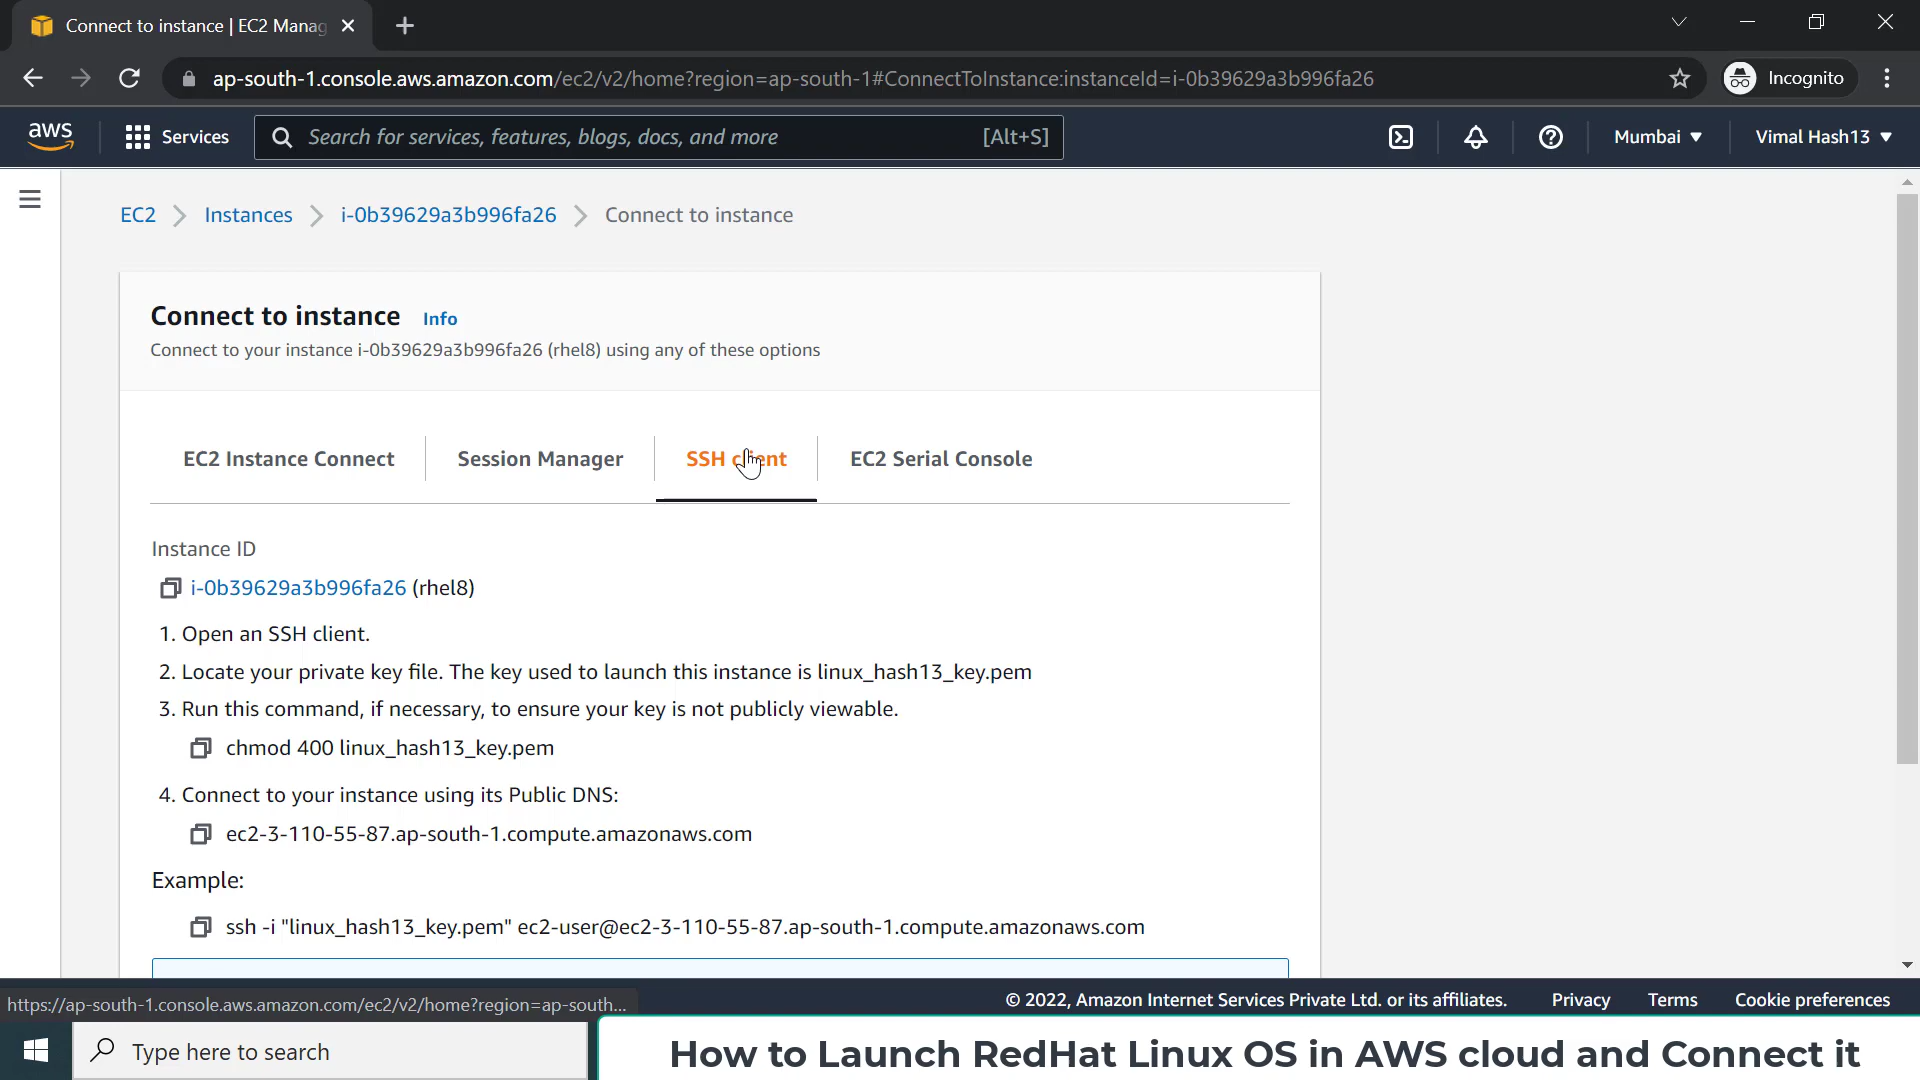 Connect to instance | EC2 Manag
ap-south-1.console.aws.amazon.com/ec2/v2/home?region=ap-south-1#ConnectToInstance:instanceId=i-0b39629a3b996fa26
Incognito
aws
Services
Search for services, features, blogs, docs, and more
[Alt+S]
Mumbai
Vimal Hash13
EC2
Instances
i-0b39629a3b996fa26
Connect to instance
Connect to instance Info
Connect to your instance i-0b39629a3b996fa26 (rhel8) using any of these options
EC2 Instance Connect
Session Manager
SSH client
EC2 Serial Console
Instance ID
i-0b39629a3b996fa26 (rhel8)
1. Open an SSH client.
2. Locate your private key file. The key used to launch this instance is linux_hash13_key.pem
3. Run this command, if necessary, to ensure your key is not publicly viewable.
chmod 400 linux_hash13_key.pem
4. Connect to your instance using its Public DNS:
ec2-3-110-55-87.ap-south-1.compute.amazonaws.com
Example:
ssh -i "linux_hash13_key.pem" ec2-user@ec2-3-110-55-87.ap-south-1.compute.amazonaws.com
https://ap-south-1.console.aws.amazon.com/ec2/v2/home?region=ap-south...
© 2022, Amazon Internet Services Private Ltd. or its affiliates.
Privacy
Terms
Cookie preferences
Type here to search
How to Launch RedHat Linux OS in AWS cloud and Connect it